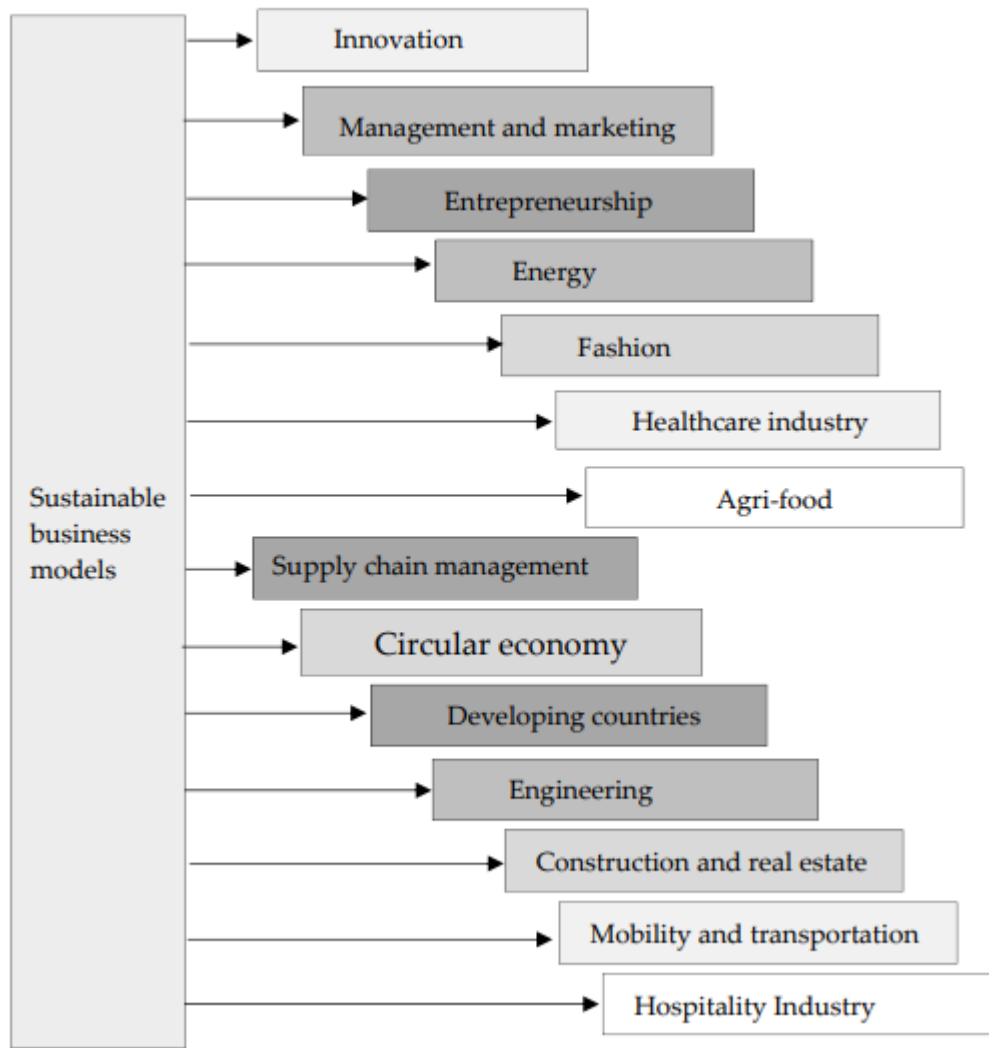 Innovation
Management and marketing
Entrepreneurship
Energy
Fashion
Healthcare industry
Agri-food
Sustainable
business
models
Supply chain management
Circular economy
Developing countries
Engineering
Construction and real estate
Mobility and transportation
Hospitality Industry